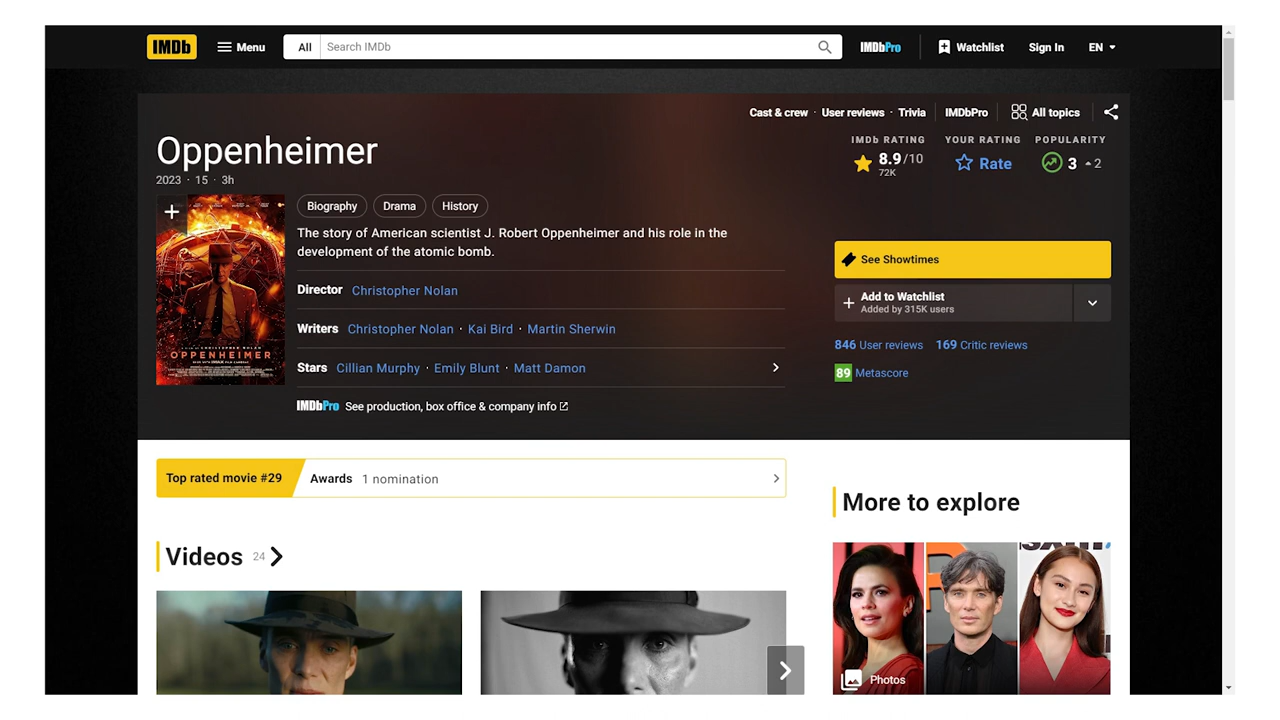 IMDb Menu All Search IMDb IMDbPro Watchlist Sign In EN
Cast & crew · User reviews · Trivia IMDbPro All topics
Oppenheimer
2023 · 15 · 3h
IMDb RATING YOUR RATING POPULARITY
8.9/10 Rate 3 2
72K
OPPENHEIMER
Biography Drama History
The story of American scientist J. Robert Oppenheimer and his role in the
development of the atomic bomb.
Director Christopher Nolan
Writers Christopher Nolan · Kai Bird · Martin Sherwin
Stars Cillian Murphy · Emily Blunt · Matt Damon
IMDbPro See production, box office & company info
See Showtimes
Add to Watchlist
Added by 315K users
846 User reviews 169 Critic reviews
89 Metascore
Top rated movie #29 Awards 1 nomination
Videos 24
More to explore
Photos